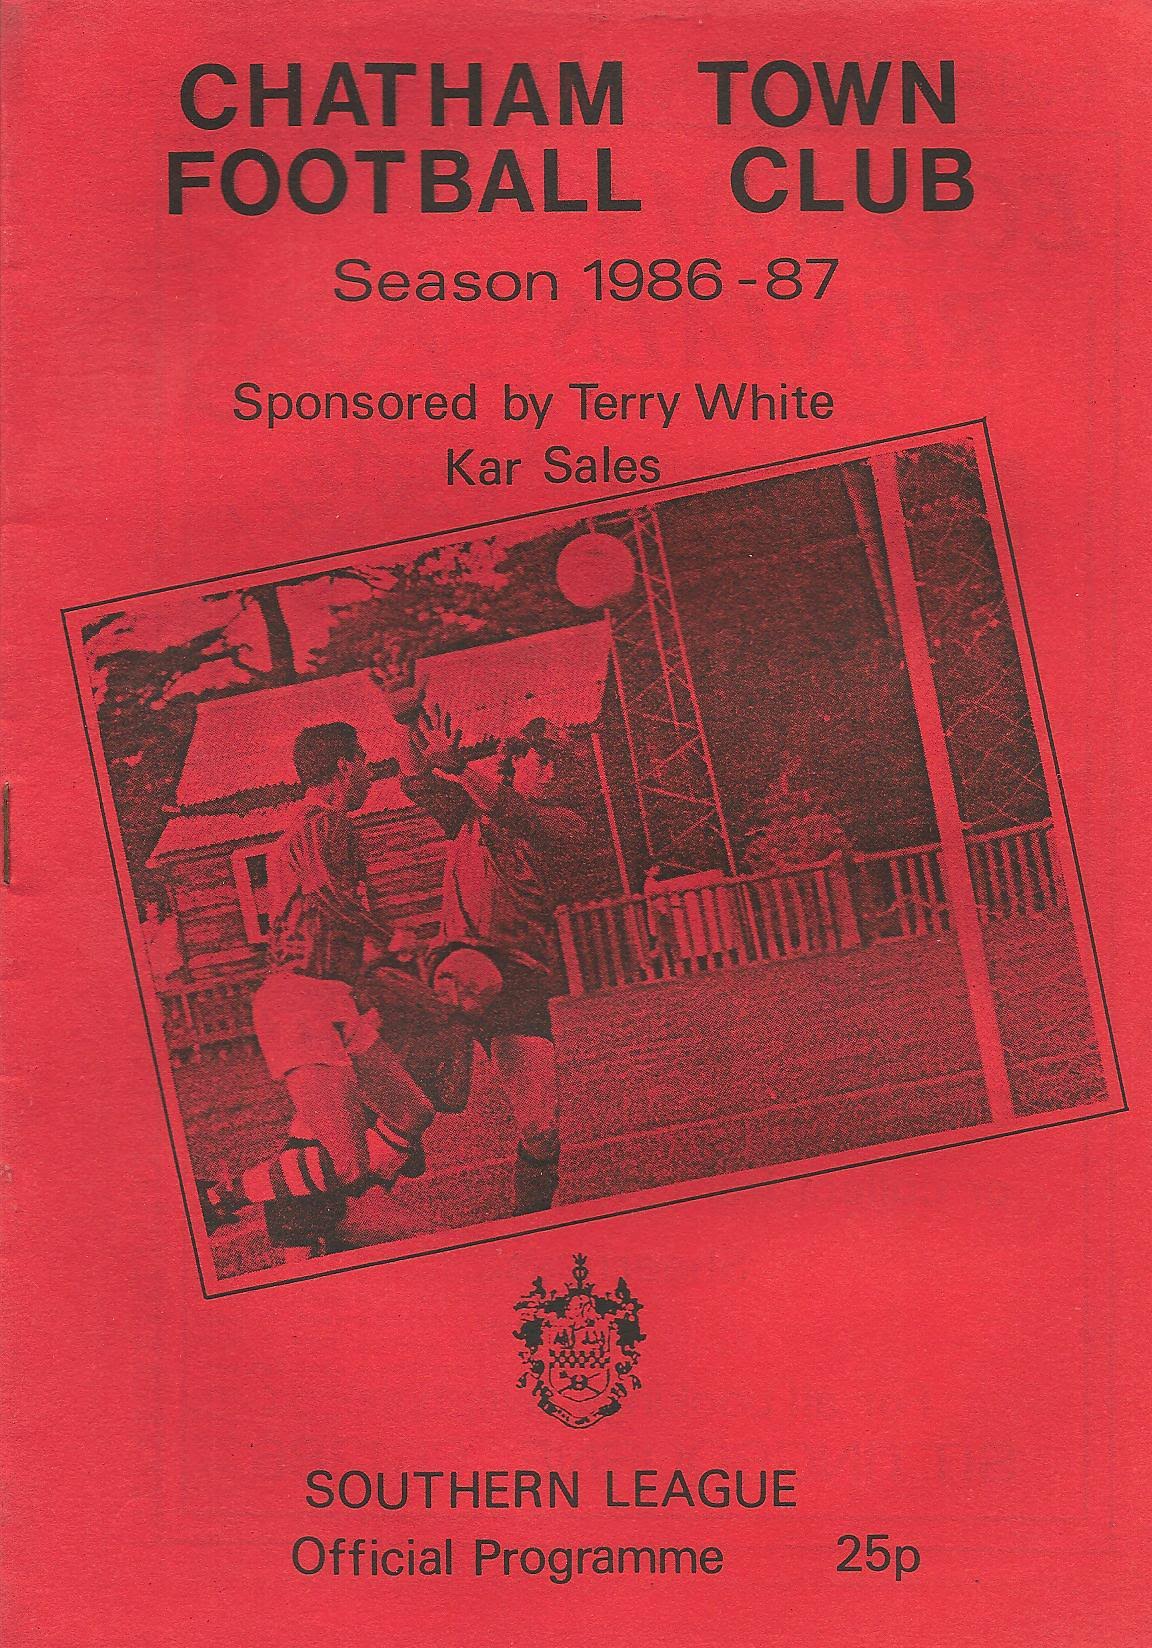 CHATHAM TOWN
FOOTBALL CLUB
Season 1986-87
Sponsored by Terry White
Kar Sales
SOUTHERN LEAGUE
Official Programme 25p